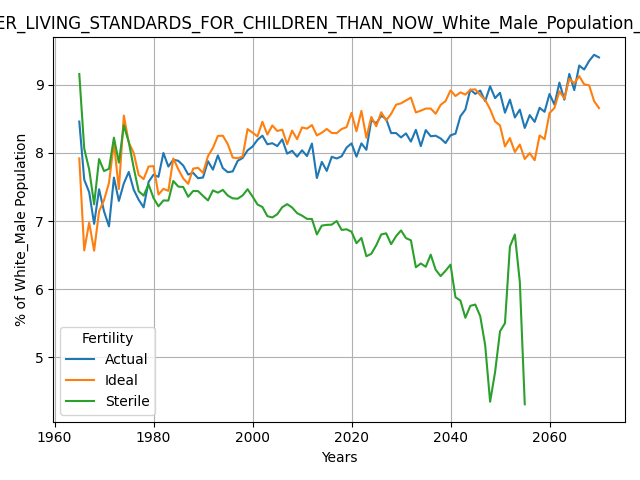 ER_LIVING_STANDARDS_FOR_CHILDREN_THAN_NOW_White_Male_Population_
% of White_Male Population
9
8
7
6
5
Fertility
Actual
Ideal
Sterile
1960
1980
2000
2020
2040
2060
Years